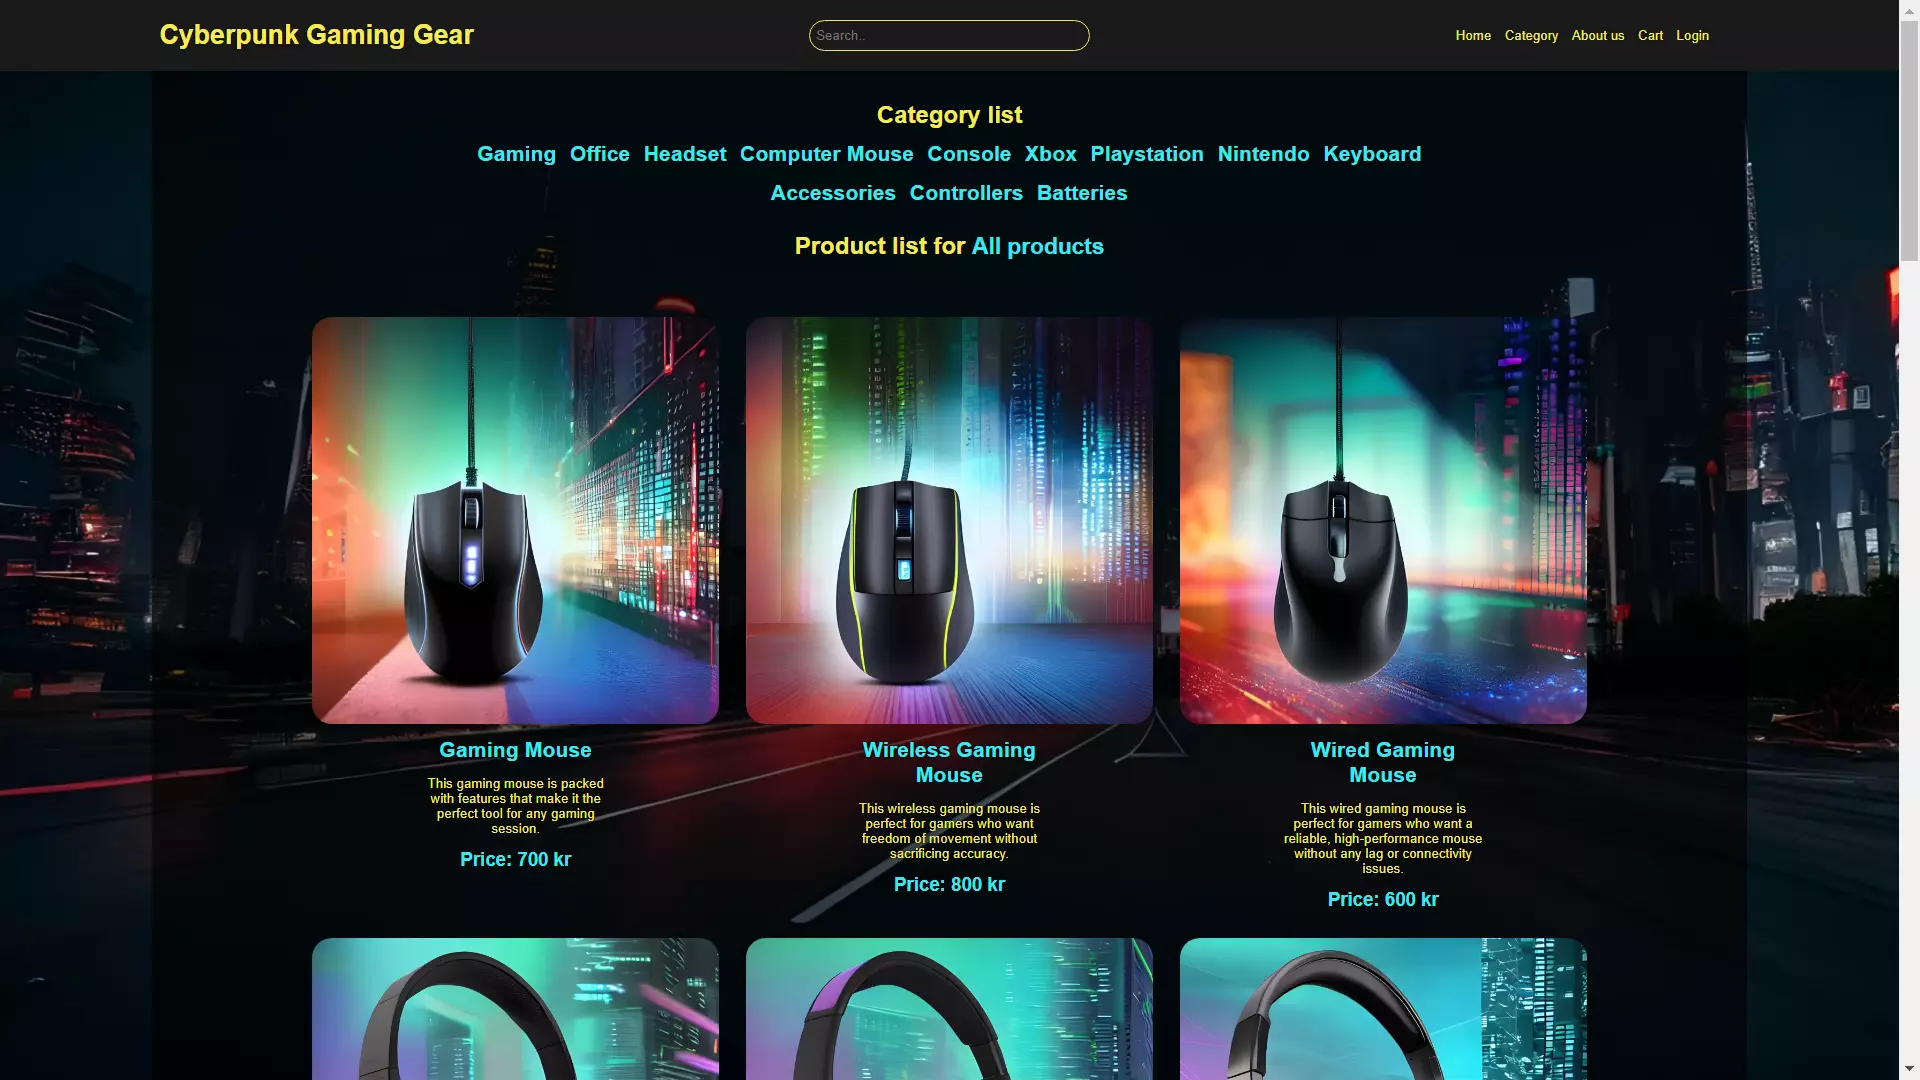 Cyberpunk Gaming Gear
Search..
Home Category About us Cart Login
Category list
Gaming Office Headset Computer Mouse Console Xbox Playstation Nintendo Keyboard
Accessories Controllers Batteries
Product list for All products
Gaming Mouse
This gaming mouse is packed
with features that make it the
perfect tool for any gaming
session.
Price: 700 kr
Wireless Gaming
Mouse
This wireless gaming mouse is
perfect for gamers who want
freedom of movement without
sacrificing accuracy.
Price: 800 kr
Wired Gaming
Mouse
This wired gaming mouse is
perfect for gamers who want a
reliable, high-performance mouse
without any lag or connectivity
issues.
Price: 600 kr